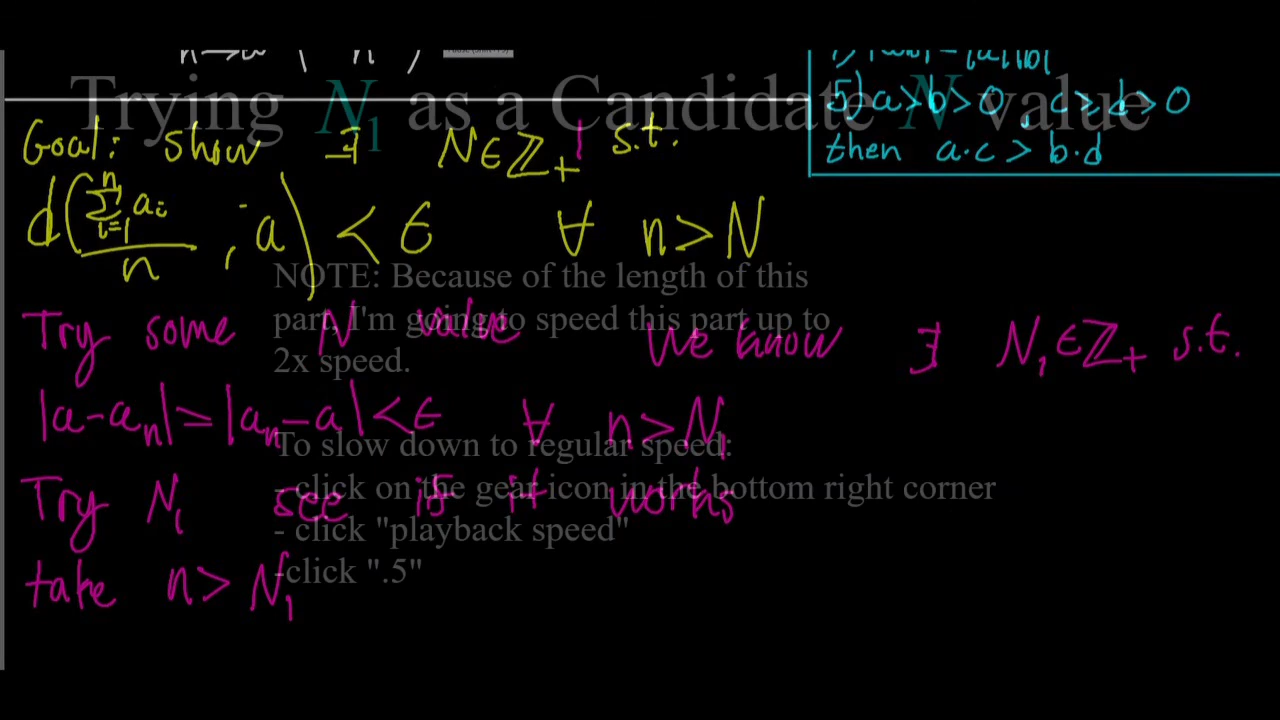 Trying N₁ as a Candidate N value
5) a > b > 0, c > d > 0
then a·c > b·d
Goal: show ∃ N∈ℤ₊ s.t.
d(∑ᵢ₌₁ⁿ aᵢ / n , a) < ε ∀ n > N
NOTE: Because of the length of this
part, I'm going to speed this part up to
2x speed.
Try some N value We know ∃ N₁∈ℤ₊ s.t.
|a-aₙ| = |aₙ-a| < ε ∀ n > N₁
To slow down to regular speed:
- click on the gear icon in the bottom right corner
- click "playback speed"
-click ".5"
Try N₁ see if it works
take n > N₁